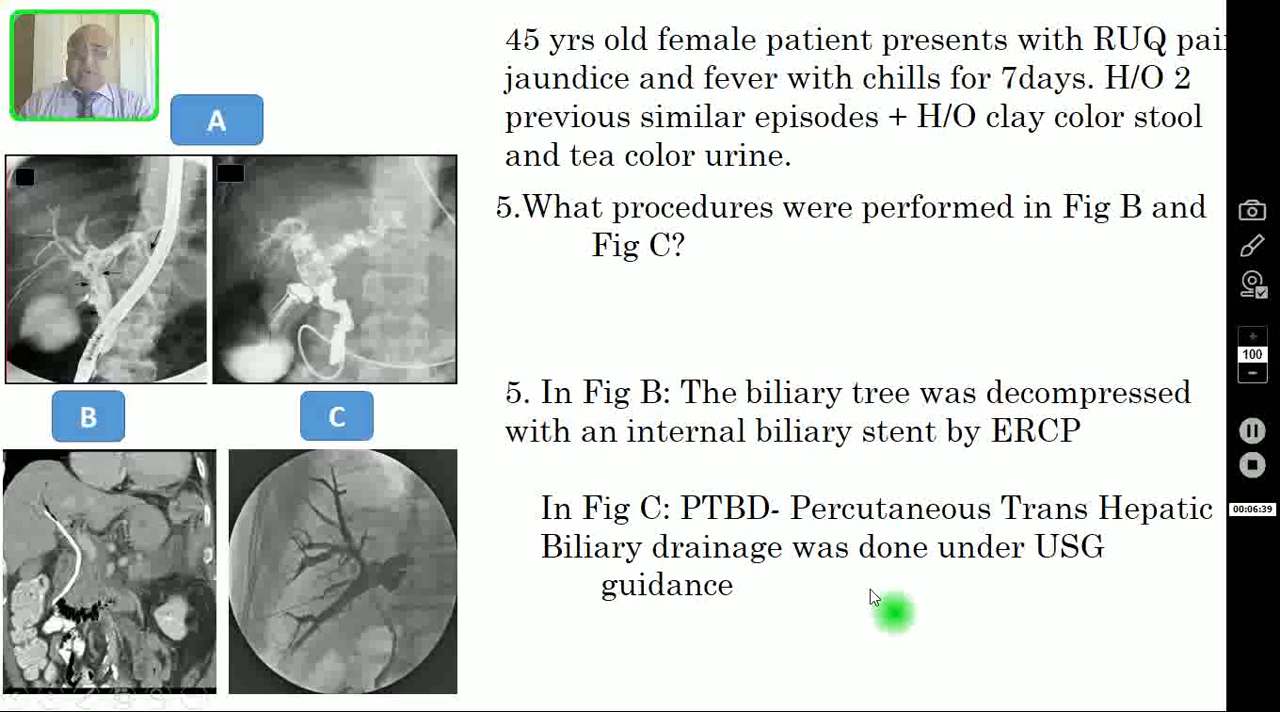 45 yrs old female patient presents with RUQ pai
jaundice and fever with chills for 7days. H/O 2
previous similar episodes + H/O clay color stool
and tea color urine.
A
5.What procedures were performed in Fig B and
Fig C?
B
C
5. In Fig B: The biliary tree was decompressed
with an internal biliary stent by ERCP
In Fig C: PTBD- Percutaneous Trans Hepatic
Biliary drainage was done under USG
guidance
100
00:06:39